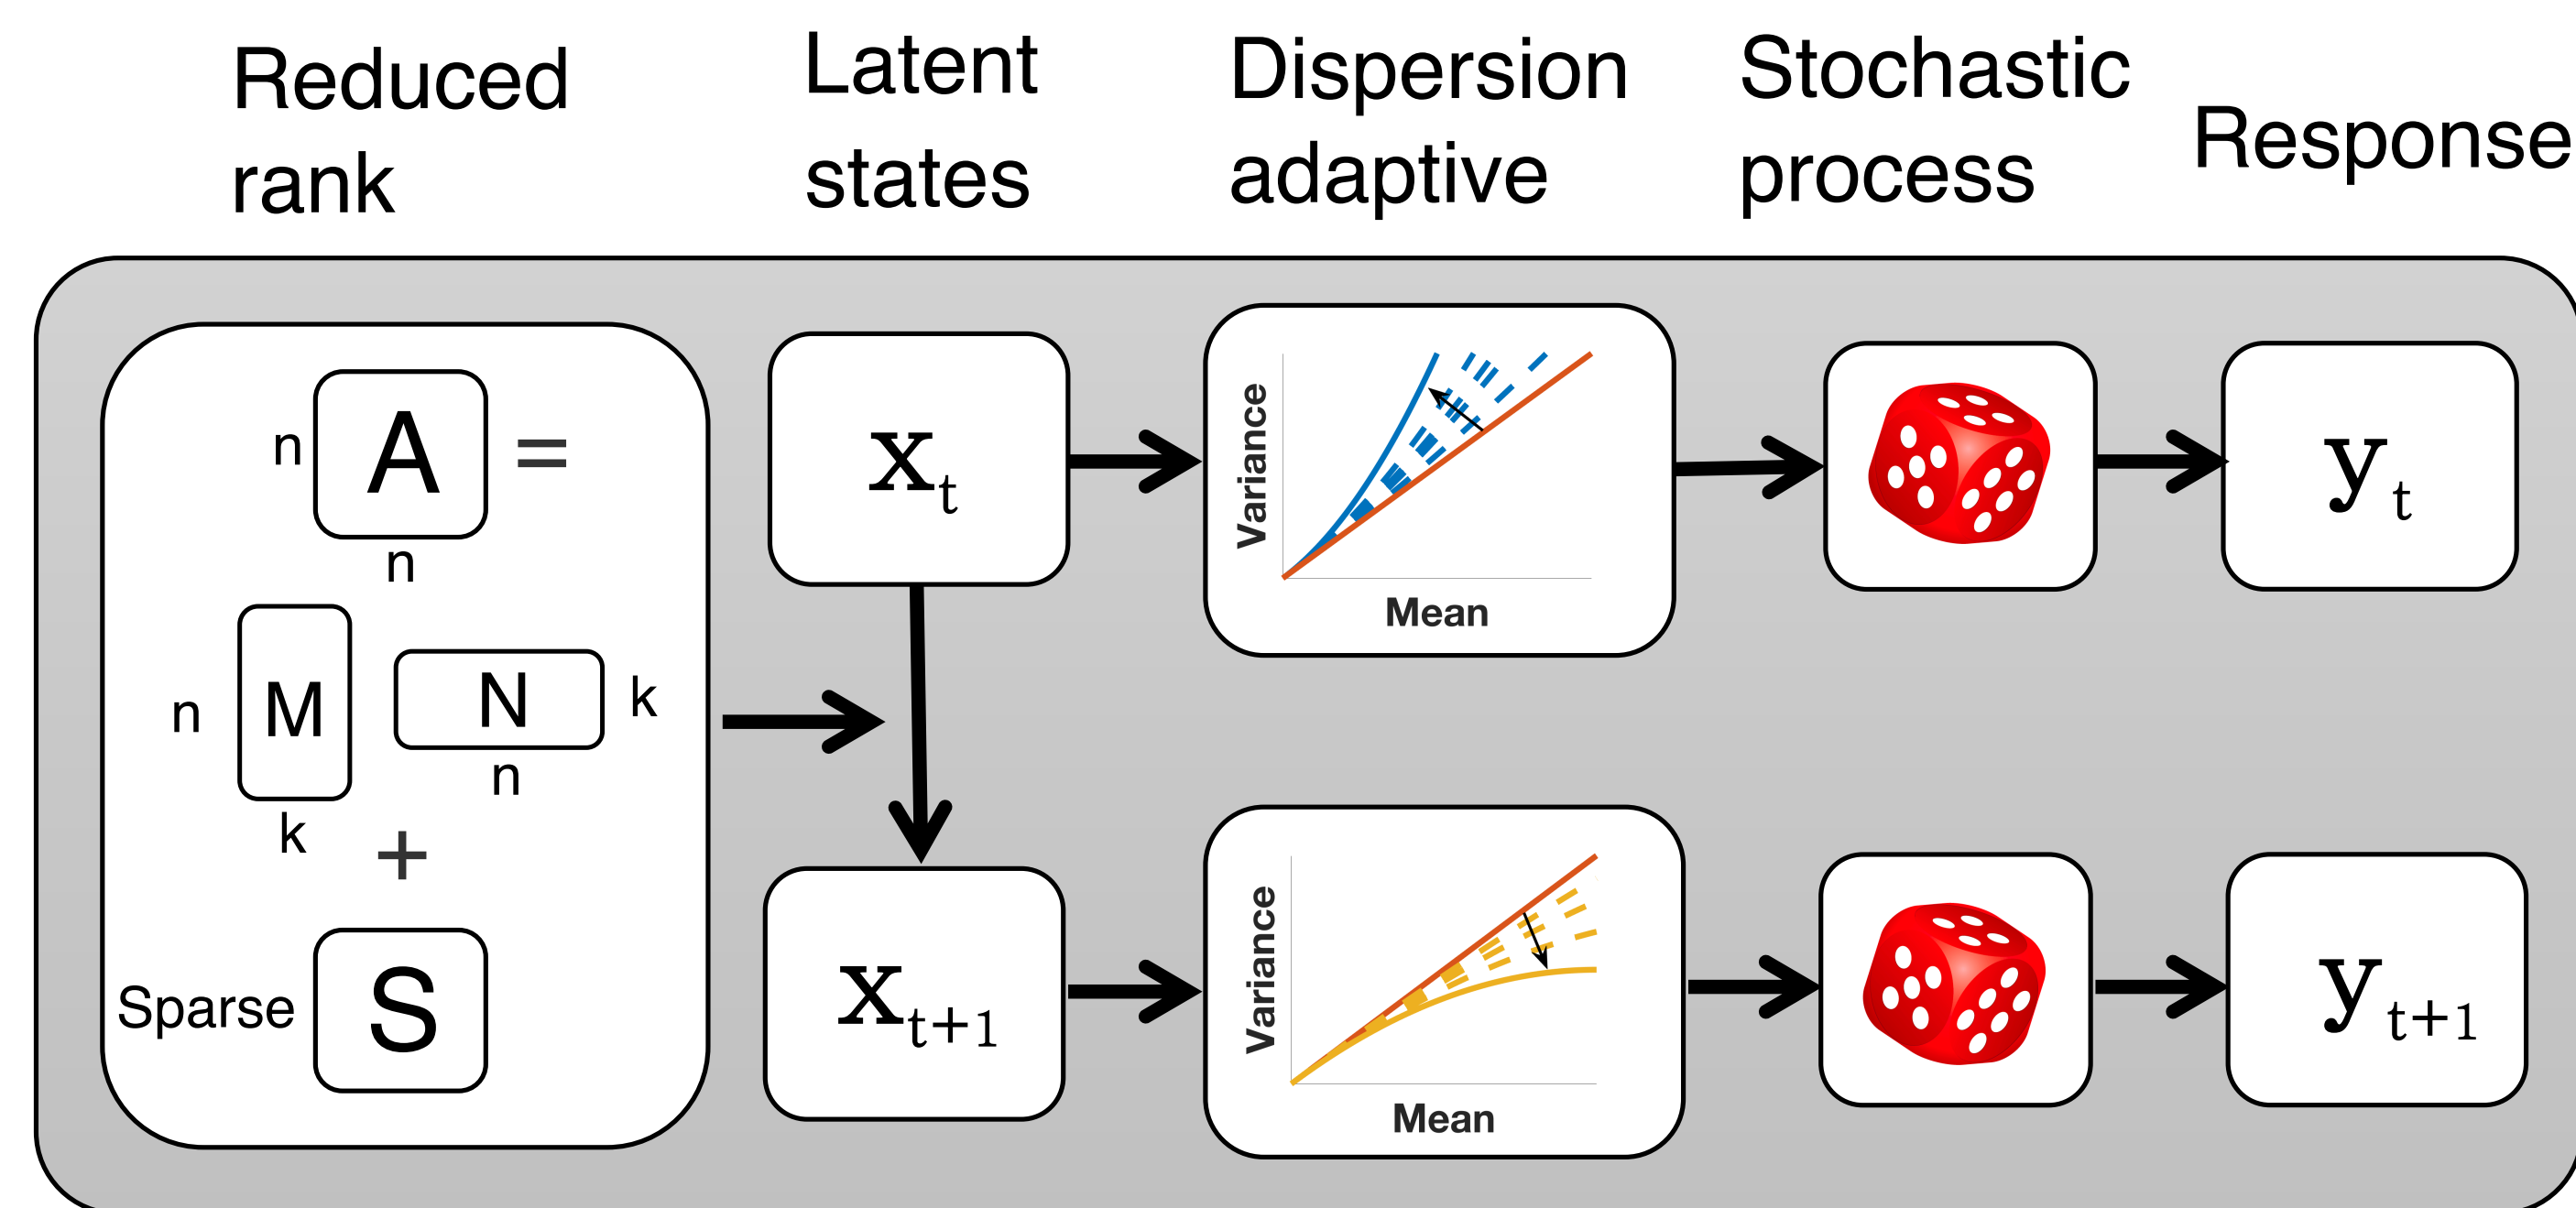 Reduced
rank
Latent
states
Dispersion
adaptive
Stochastic
process
Response
n A =
n
n M N k
k n
+
Sparse S
x t
x t+1
Variance
Mean
Variance
Mean
y t
y t+1